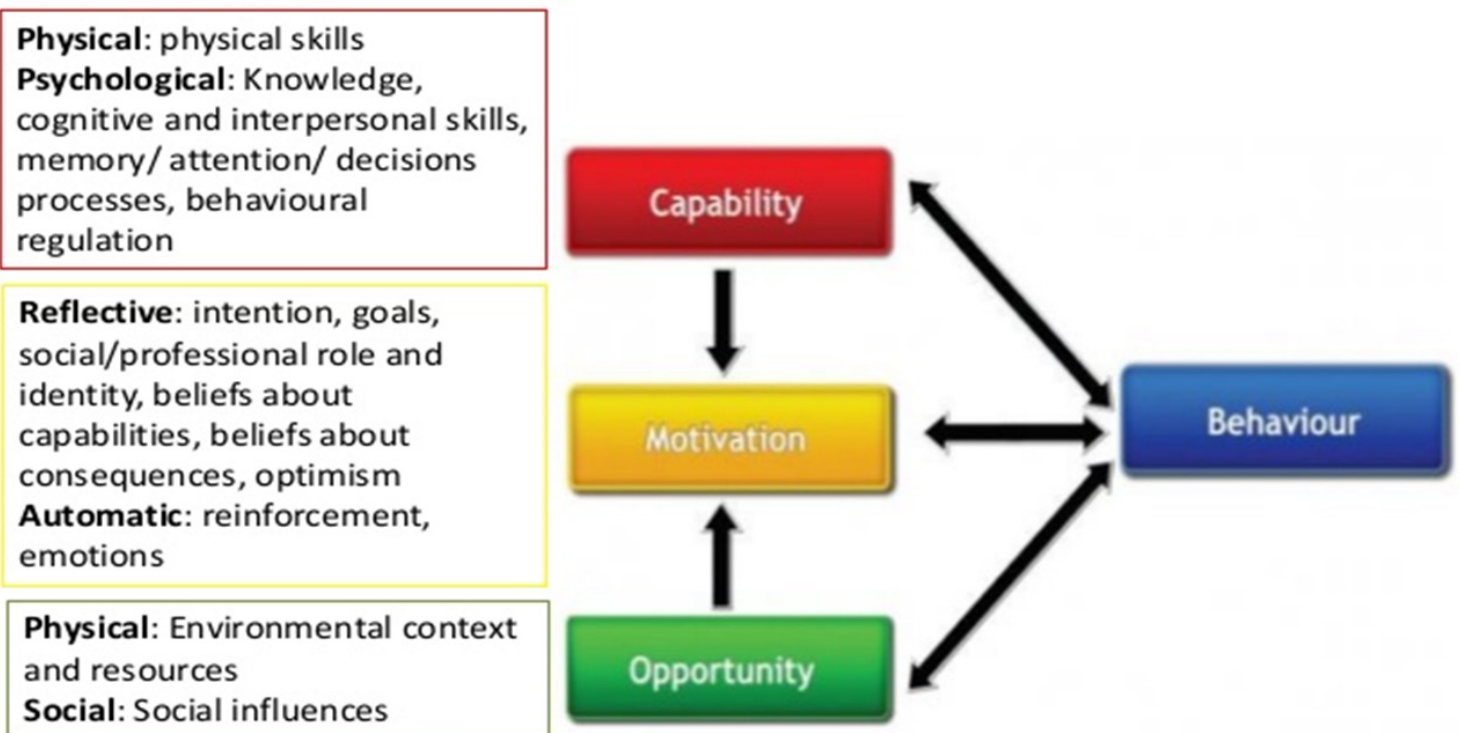 Physical: physical skills
Psychological: Knowledge,
cognitive and interpersonal skills,
memory/ attention/ decisions
processes, behavioural
regulation
Capability
Reflective: intention, goals,
social/professional role and
identity, beliefs about
capabilities, beliefs about
consequences, optimism
Automatic: reinforcement,
emotions
Motivation
Behaviour
Physical: Environmental context
and resources
Social: Social influences
Opportunity